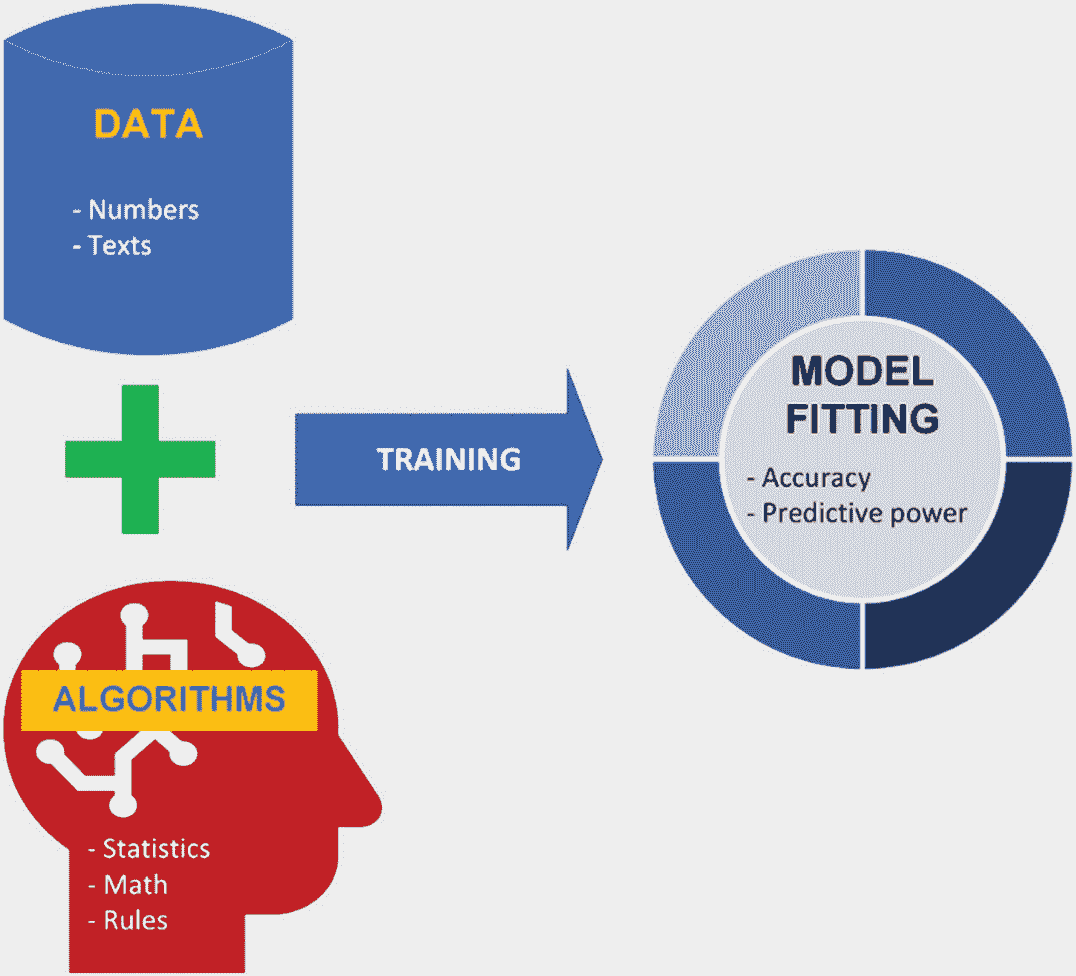 DATA
- Numbers
- Texts
TRAINING
MODEL
FITTING
- Accuracy
- Predictive power
ALGORITHMS
- Statistics
- Math
- Rules